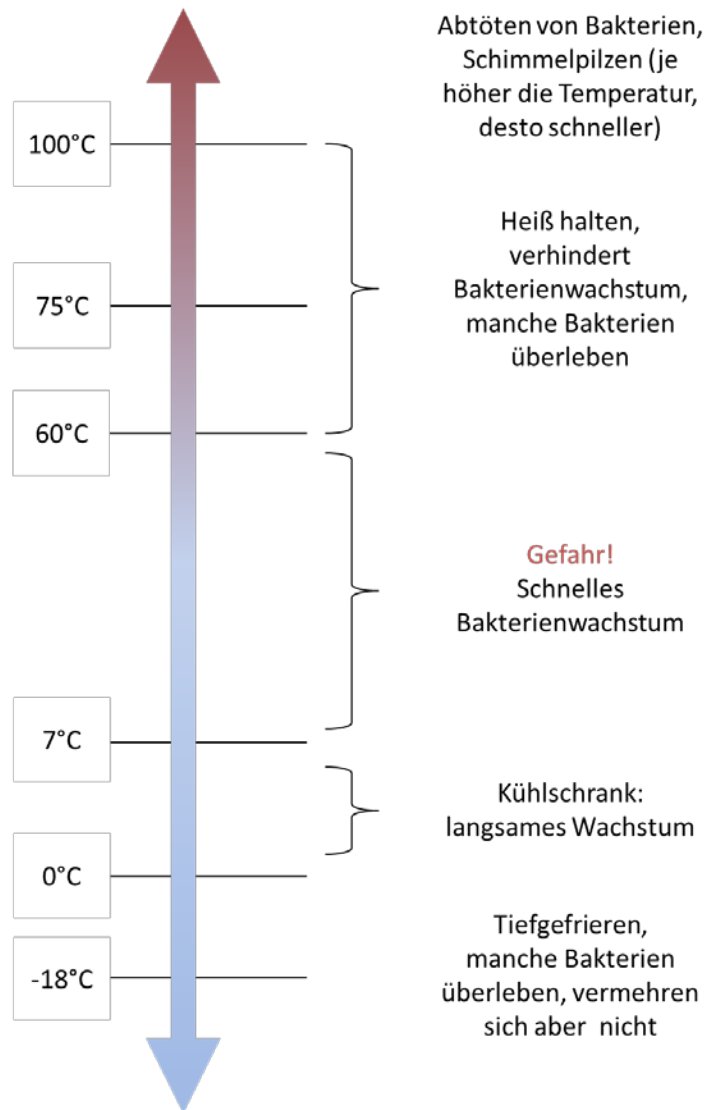 Abtöten von Bakterien,
Schimmelpilzen (je
höher die Temperatur,
desto schneller)
100°C
Heiß halten,
verhindert
Bakterienwachstum,
manche Bakterien
überleben
75°C
60°C
Gefahr!
Schnelles
Bakterienwachstum
7°C
Kühlschrank:
langsames Wachstum
0°C
Tiefgefrieren,
manche Bakterien
überleben, vermehren
sich aber  nicht
-18°C